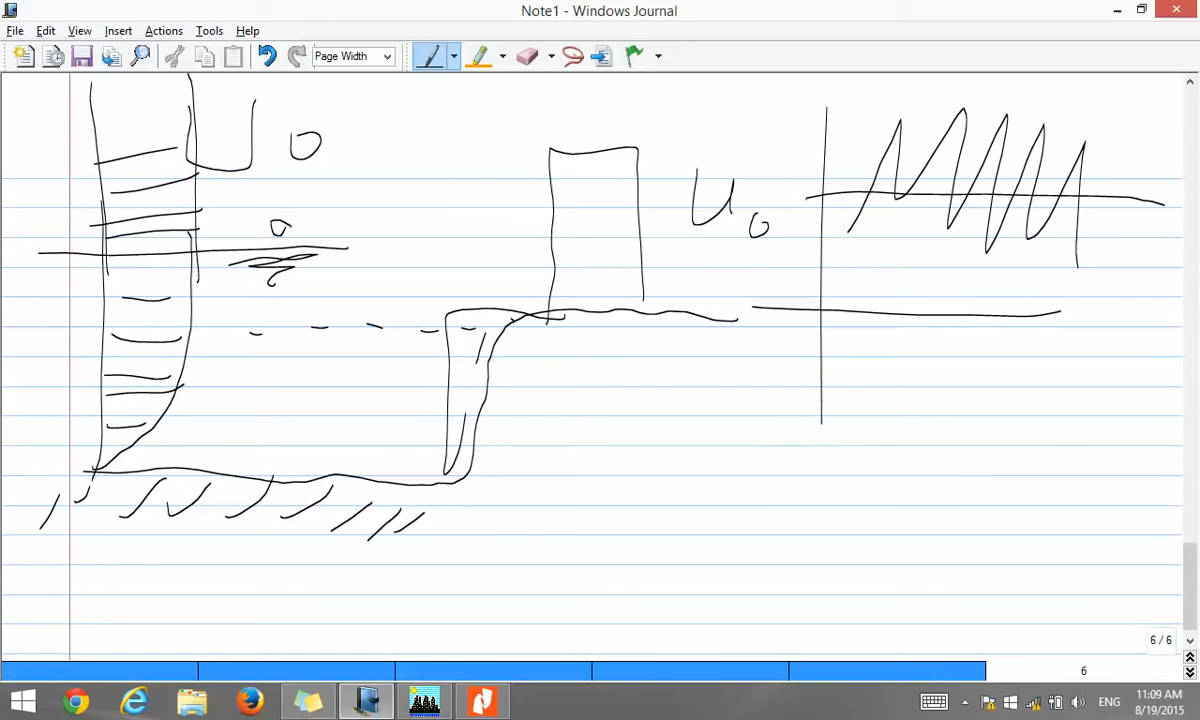 Note1 - Windows Journal
File Edit View Insert Actions Tools Help
Page Width
U
0
6 / 6
6
ENG
11:09 AM
8/19/2015